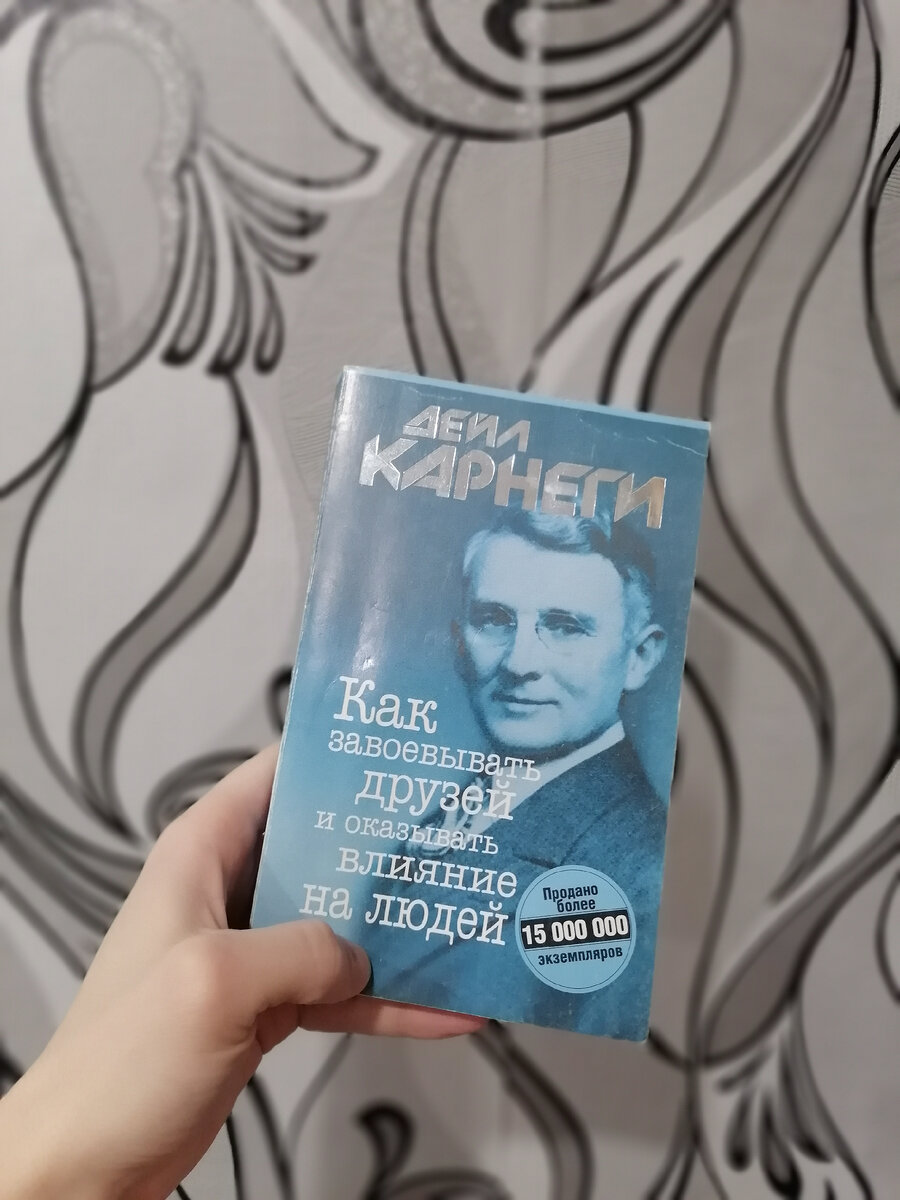 ДЕЙЛ
КАРНЕГИ
Как
завоевывать
друзей
и оказывать
влияние
на людей
Продано
более
15 000 000
экземпляров